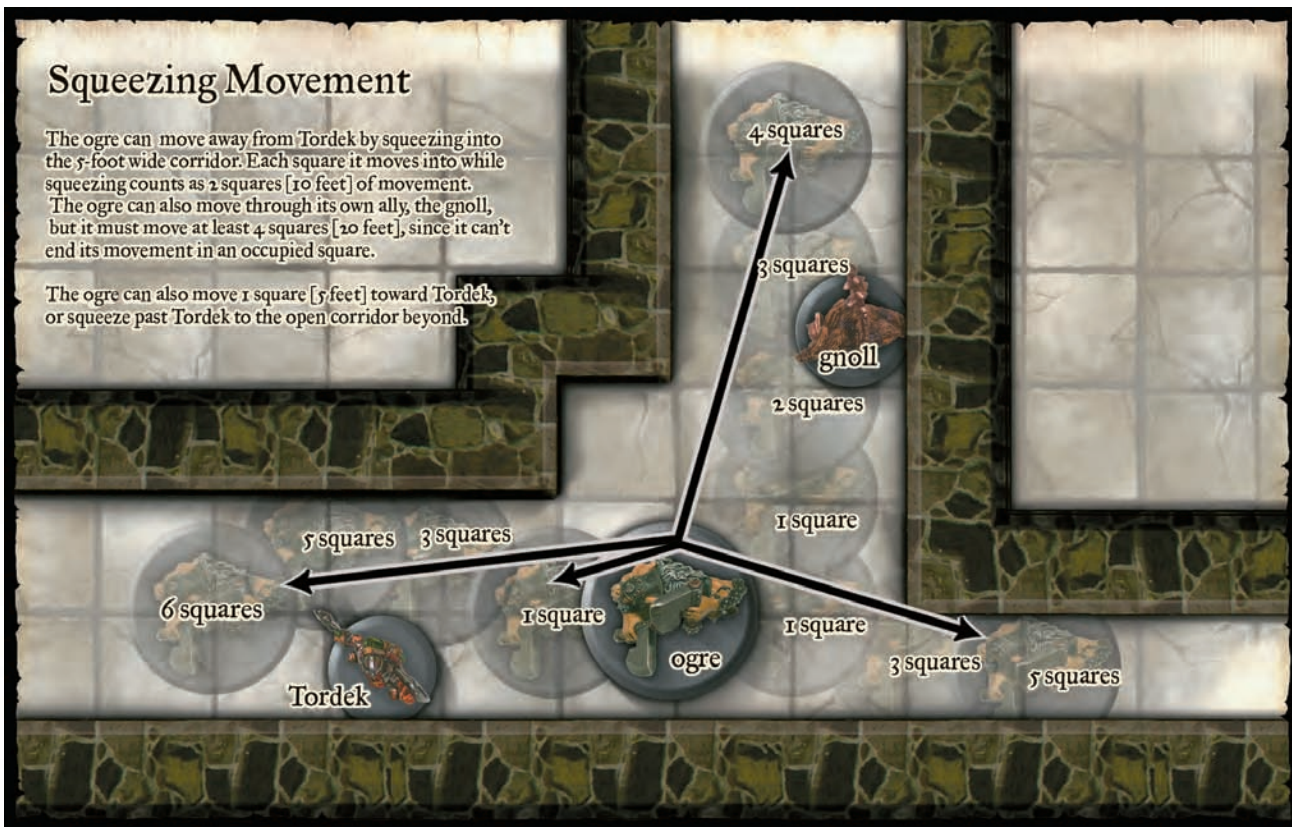 Squeezing Movement
The ogre can move away from Tordek by squeezing into
the 5-foot wide corridor. Each square it moves into while
squeezing counts as 2 squares [10 feet] of movement.
The ogre can also move through its own ally, the gnoll,
but it must move at least 4 squares [20 feet], since it can't
end its movement in an occupied square.
The ogre can also move 1 square [5 feet] toward Tordek,
or squeeze past Tordek to the open corridor beyond.
4 squares
3 squares
gnoll
2 squares
1 square
5 squares
3 squares
6 squares
1 square
1 square
ogre
3 squares
5 squares
Tordek